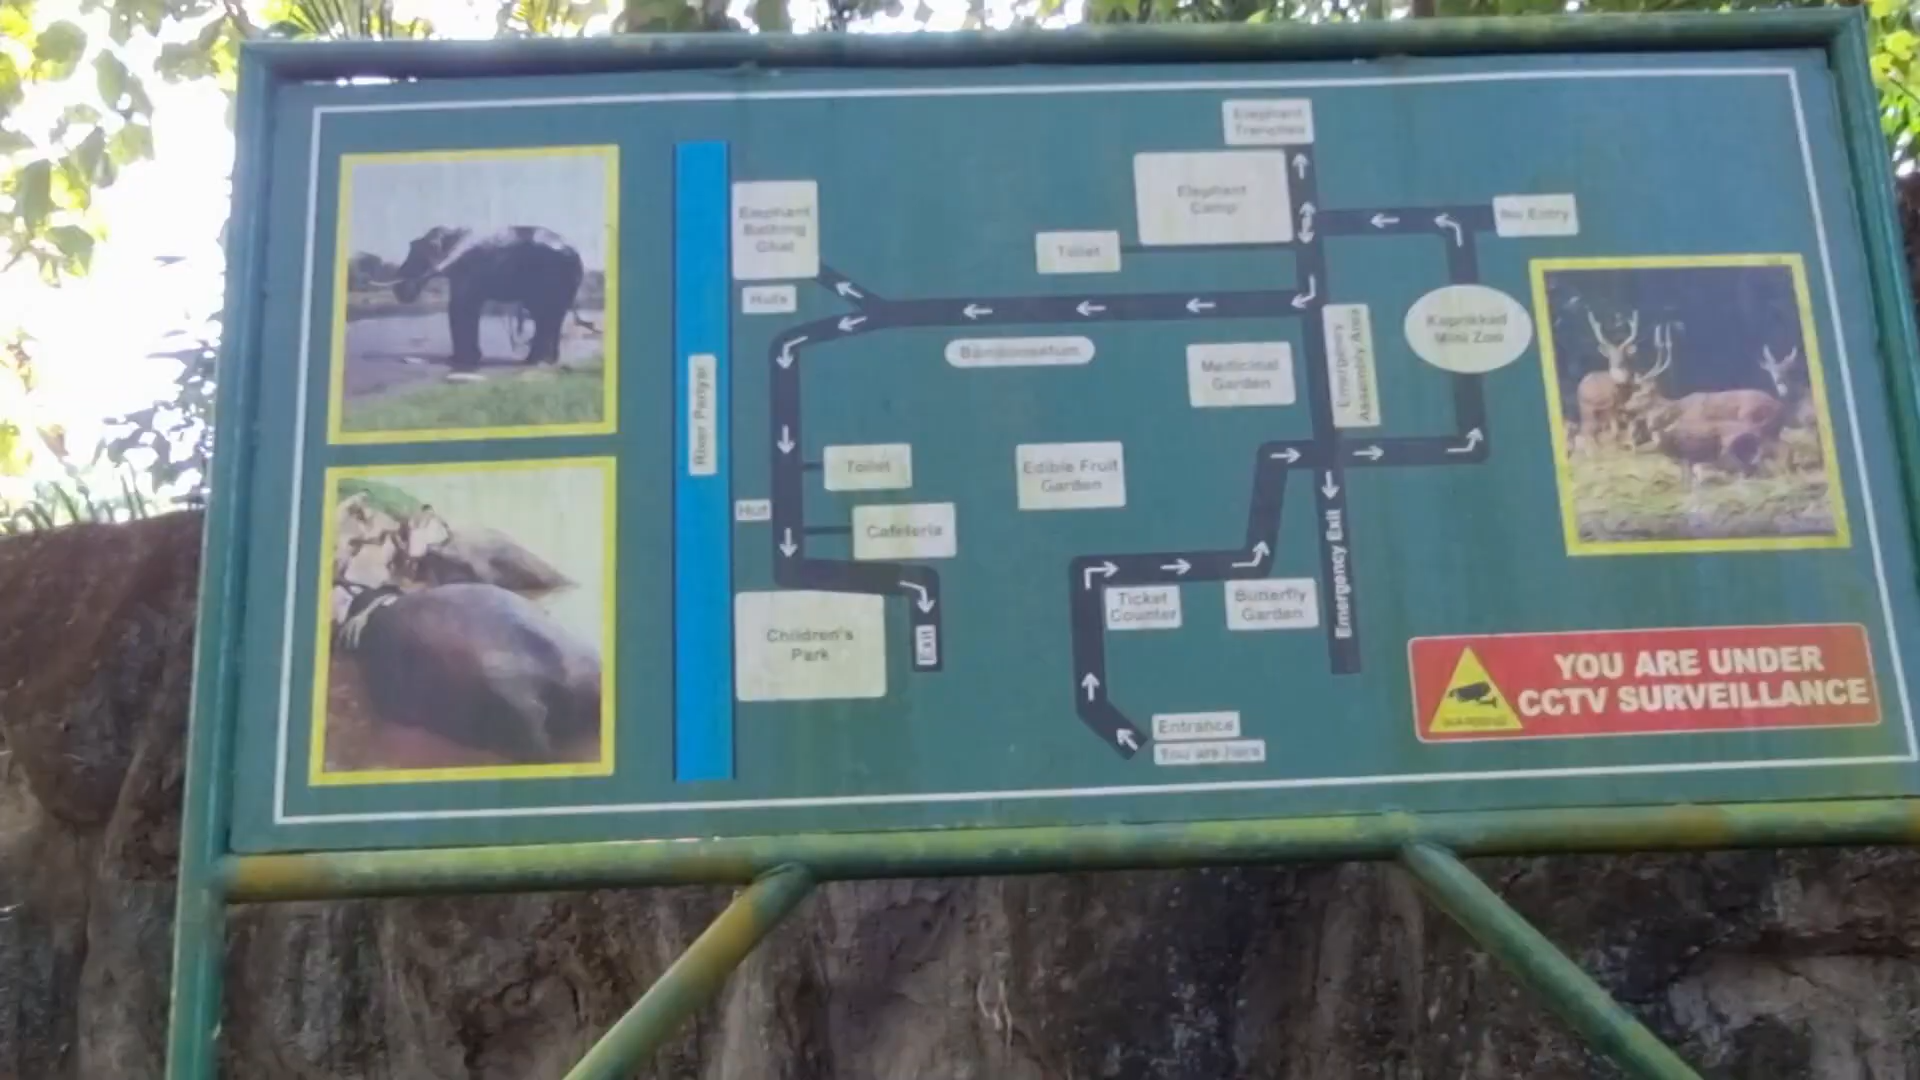 Elephant
Trenches
Elephant
Camp
No Entry
Elephant
Bathing
Ghat
Toilet
Huts
Kaprikkad
Mini Zoo
Bamboosetum
Emergency
Assembly Area
Medicinal
Garden
River Periyar
Toilet
Edible Fruit
Garden
Hut
Cafeteria
Emergency Exit
Ticket
Counter
Butterfly
Garden
Children's
Park
Exit
Entrance
You are here
YOU ARE UNDER
CCTV SURVEILLANCE
WARNING